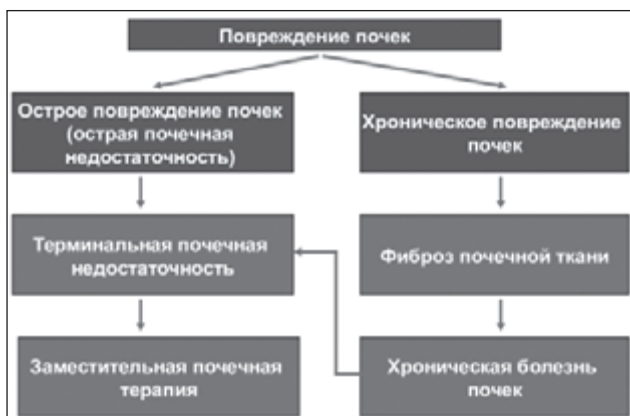 Повреждение почек
Острое повреждение почек
(острая почечная
недостаточность)
Хроническое повреждение
почек
Терминальная почечная
недостаточность
Фиброз почечной ткани
Заместительная почечная
терапия
Хроническая болезнь
почек